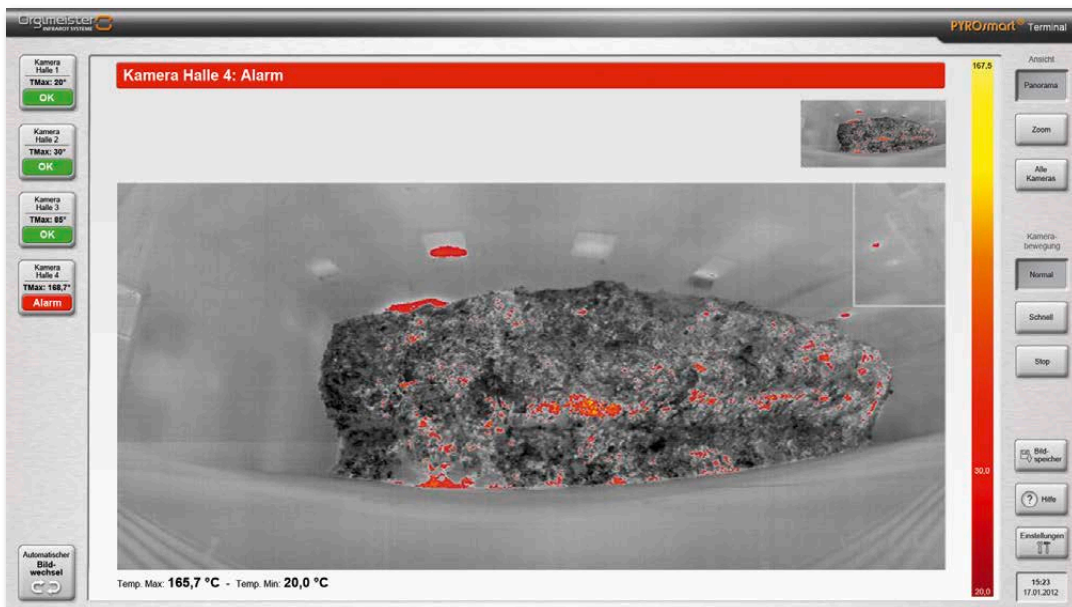 Orglmeister
INFRAROT SYSTEME
PYROsmart® Terminal
Kamera
Halle 1
TMax: 20°
OK
Kamera
Halle 2
TMax: 30°
OK
Kamera
Halle 3
TMax: 85°
OK
Kamera
Halle 4
TMax: 168,7°
Alarm
Automatischer
Bild-
wechsel
Kamera Halle 4: Alarm
Temp. Max: 165,7 °C - Temp. Min: 20,0 °C
167,5
30,0
20,0
Ansicht
Panorama
Zoom
Alle
Kameras
Kamera-
bewegung
Normal
Schnell
Stop
Bild-
speicher
? Hilfe
Einstellungen
15:23
17.01.2012